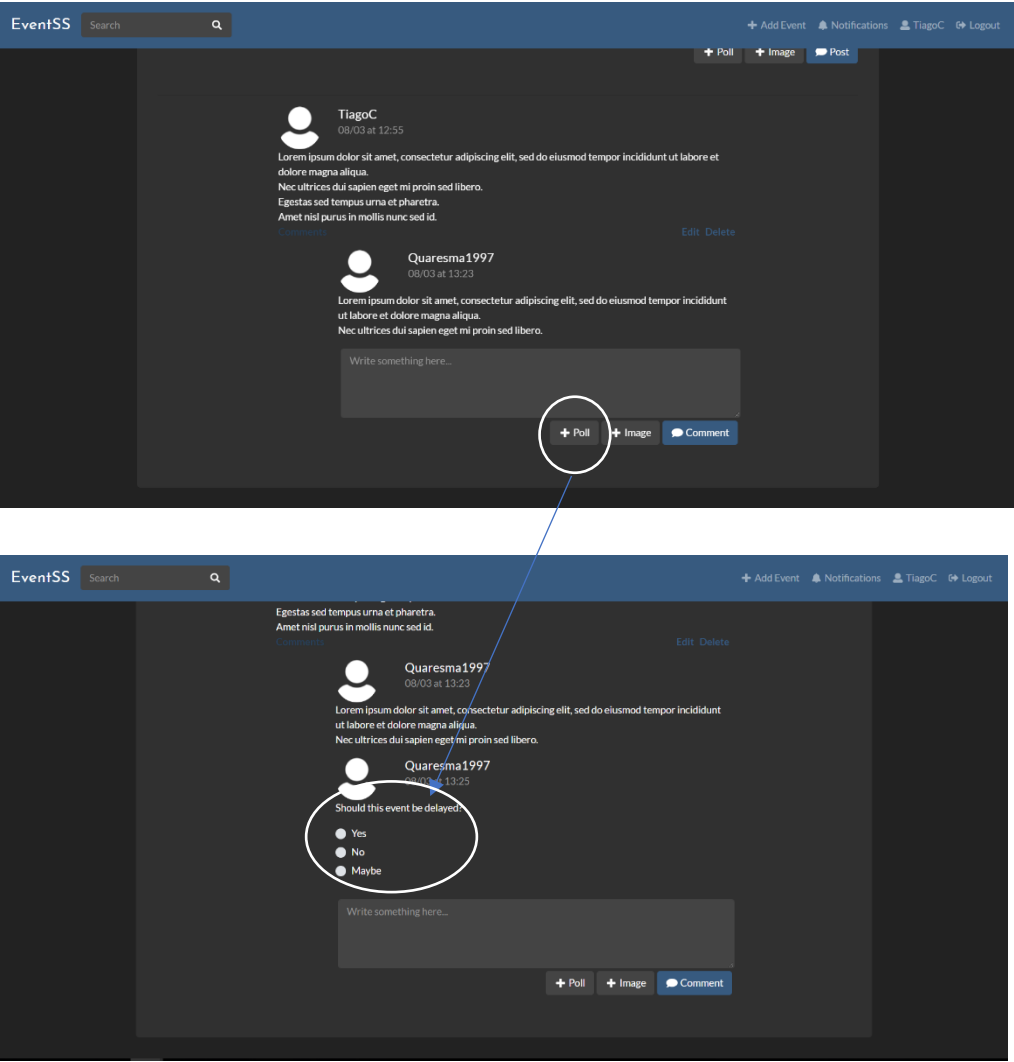 EventSS Search Add Event Notifications TiagoC Logout
Poll Image Post
TiagoC
08/03 at 12:55
Lorem ipsum dolor sit amet, consectetur adipiscing elit, sed do eiusmod tempor incididunt ut labore et
dolore magna aliqua.
Nec ultrices dui sapien eget mi proin sed libero.
Egestas sed tempus urna et pharetra.
Amet nisl purus in mollis nunc sed id.
Comments Edit Delete
Quaresma1997
08/03 at 13:23
Lorem ipsum dolor sit amet, consectetur adipiscing elit, sed do eiusmod tempor incididunt
ut labore et dolore magna aliqua.
Nec ultrices dui sapien eget mi proin sed libero.
Write something here...
Poll Image Comment
EventSS Search Add Event Notifications TiagoC Logout
Egestas sed tempus urna et pharetra.
Amet nisl purus in mollis nunc sed id.
Comments Edit Delete
Quaresma1997
08/03 at 13:23
Lorem ipsum dolor sit amet, consectetur adipiscing elit, sed do eiusmod tempor incididunt
ut labore et dolore magna aliqua.
Nec ultrices dui sapien eget mi proin sed libero.
Quaresma1997
08/03 at 13:25
Should this event be delayed?
Yes
No
Maybe
Write something here...
Poll Image Comment